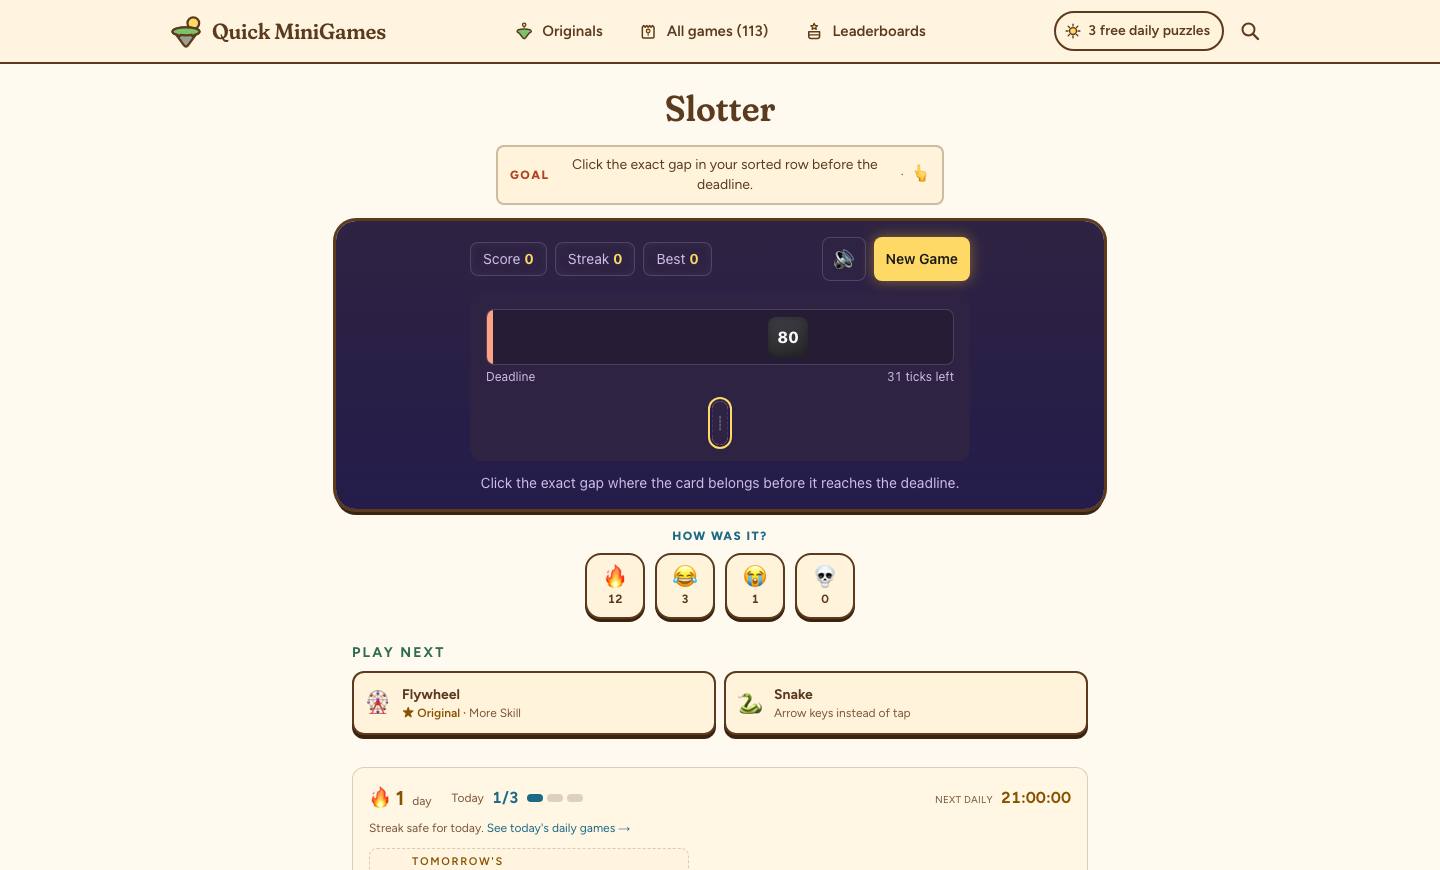 Quick MiniGames
Originals
All games (113)
Leaderboards
3 free daily puzzles
Slotter
GOAL
Click the exact gap in your sorted row before the
deadline.
·
Score 0
Streak 0
Best 0
New Game
80
Deadline
31 ticks left
Click the exact gap where the card belongs before it reaches the deadline.
HOW WAS IT?
12
3
1
0
PLAY NEXT
Flywheel
Original · More Skill
Snake
Arrow keys instead of tap
1 day
Today 1/3
NEXT DAILY 21:00:00
Streak safe for today. See today's daily games →
TOMORROW'S